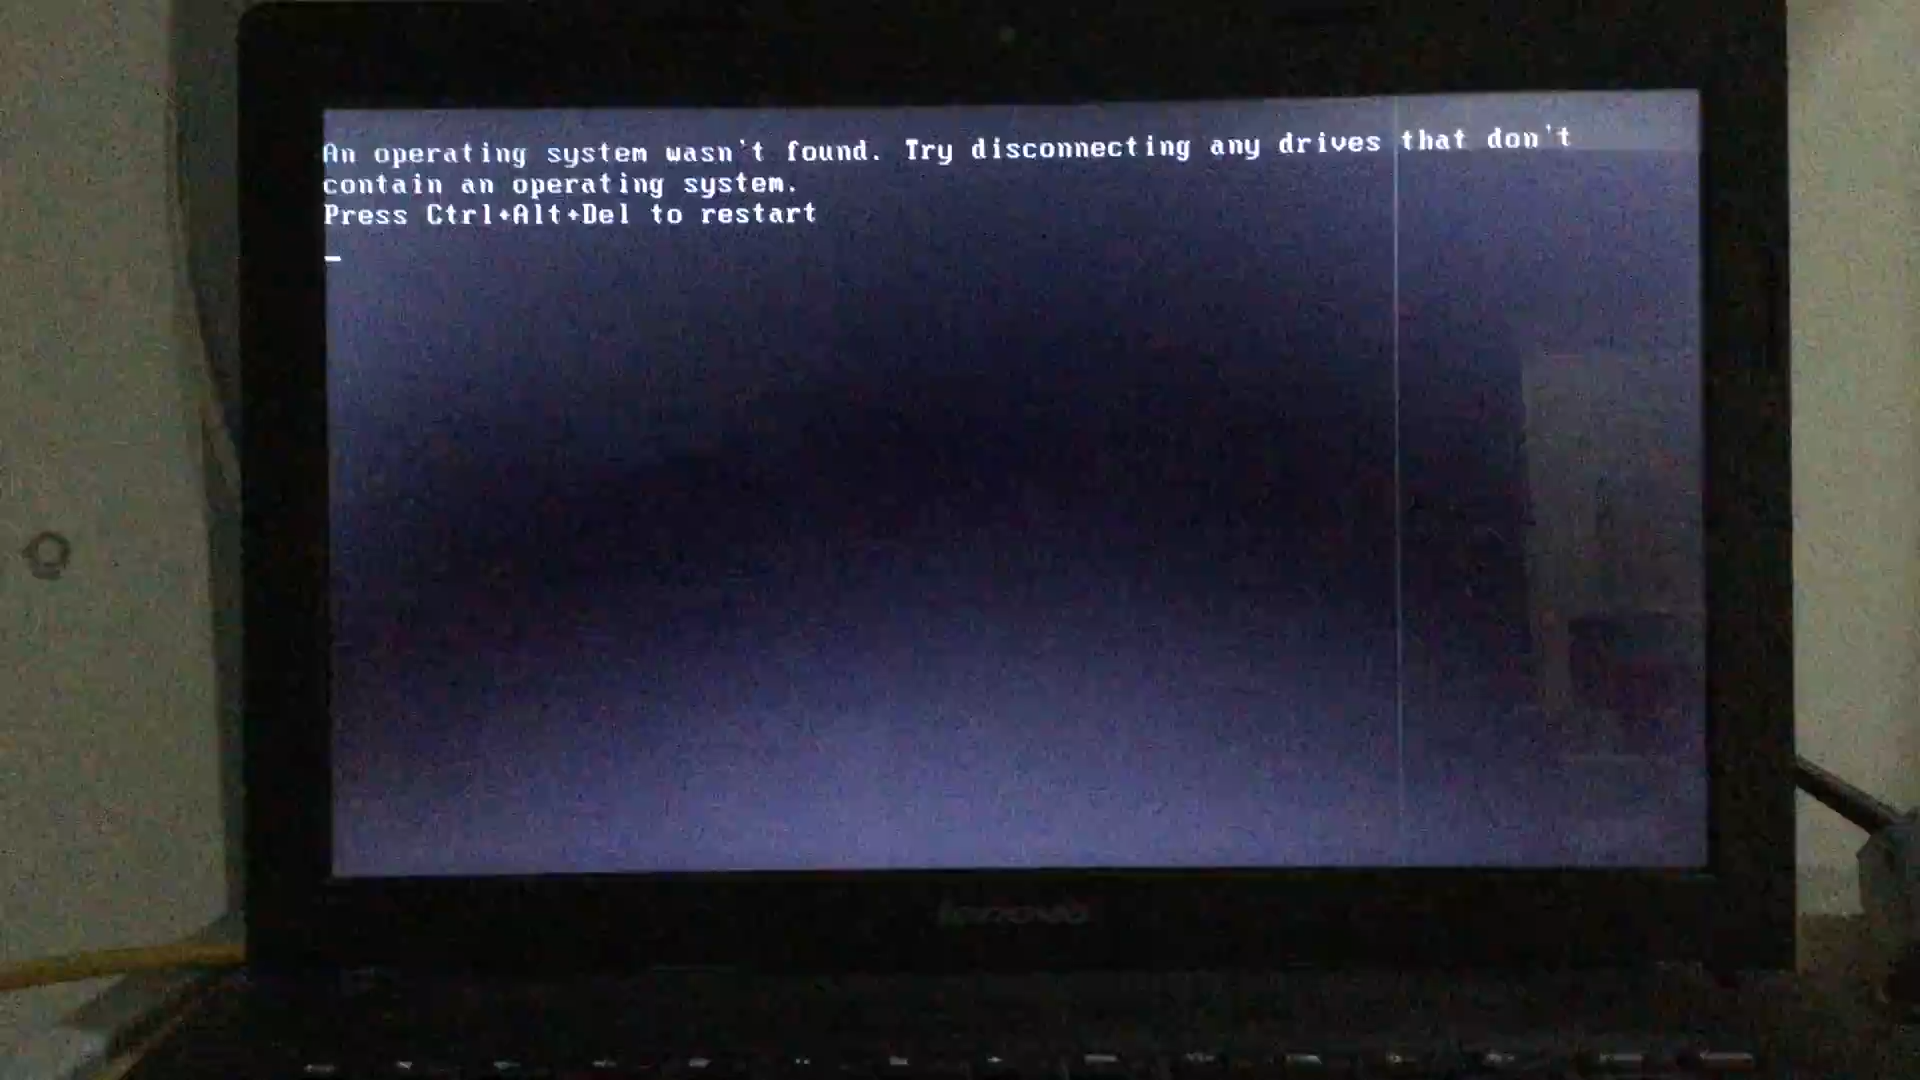 An operating system wasn't found. Try disconnecting any drives that don't
contain an operating system.
Press Ctrl+Alt+Del to restart
lenovo